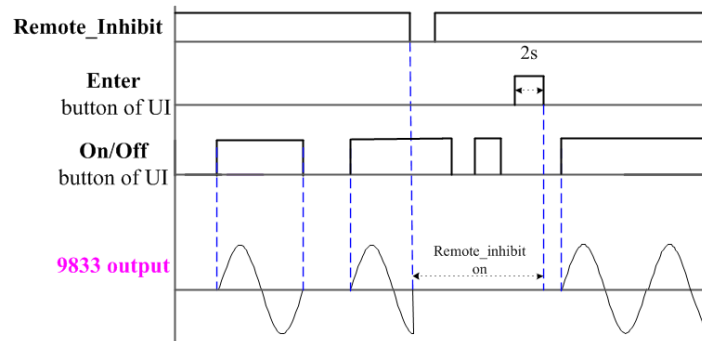 Remote_Inhibit
2s
Enter
button of UI
On/Off
button of UI
Remote_inhibit
on
9833 output